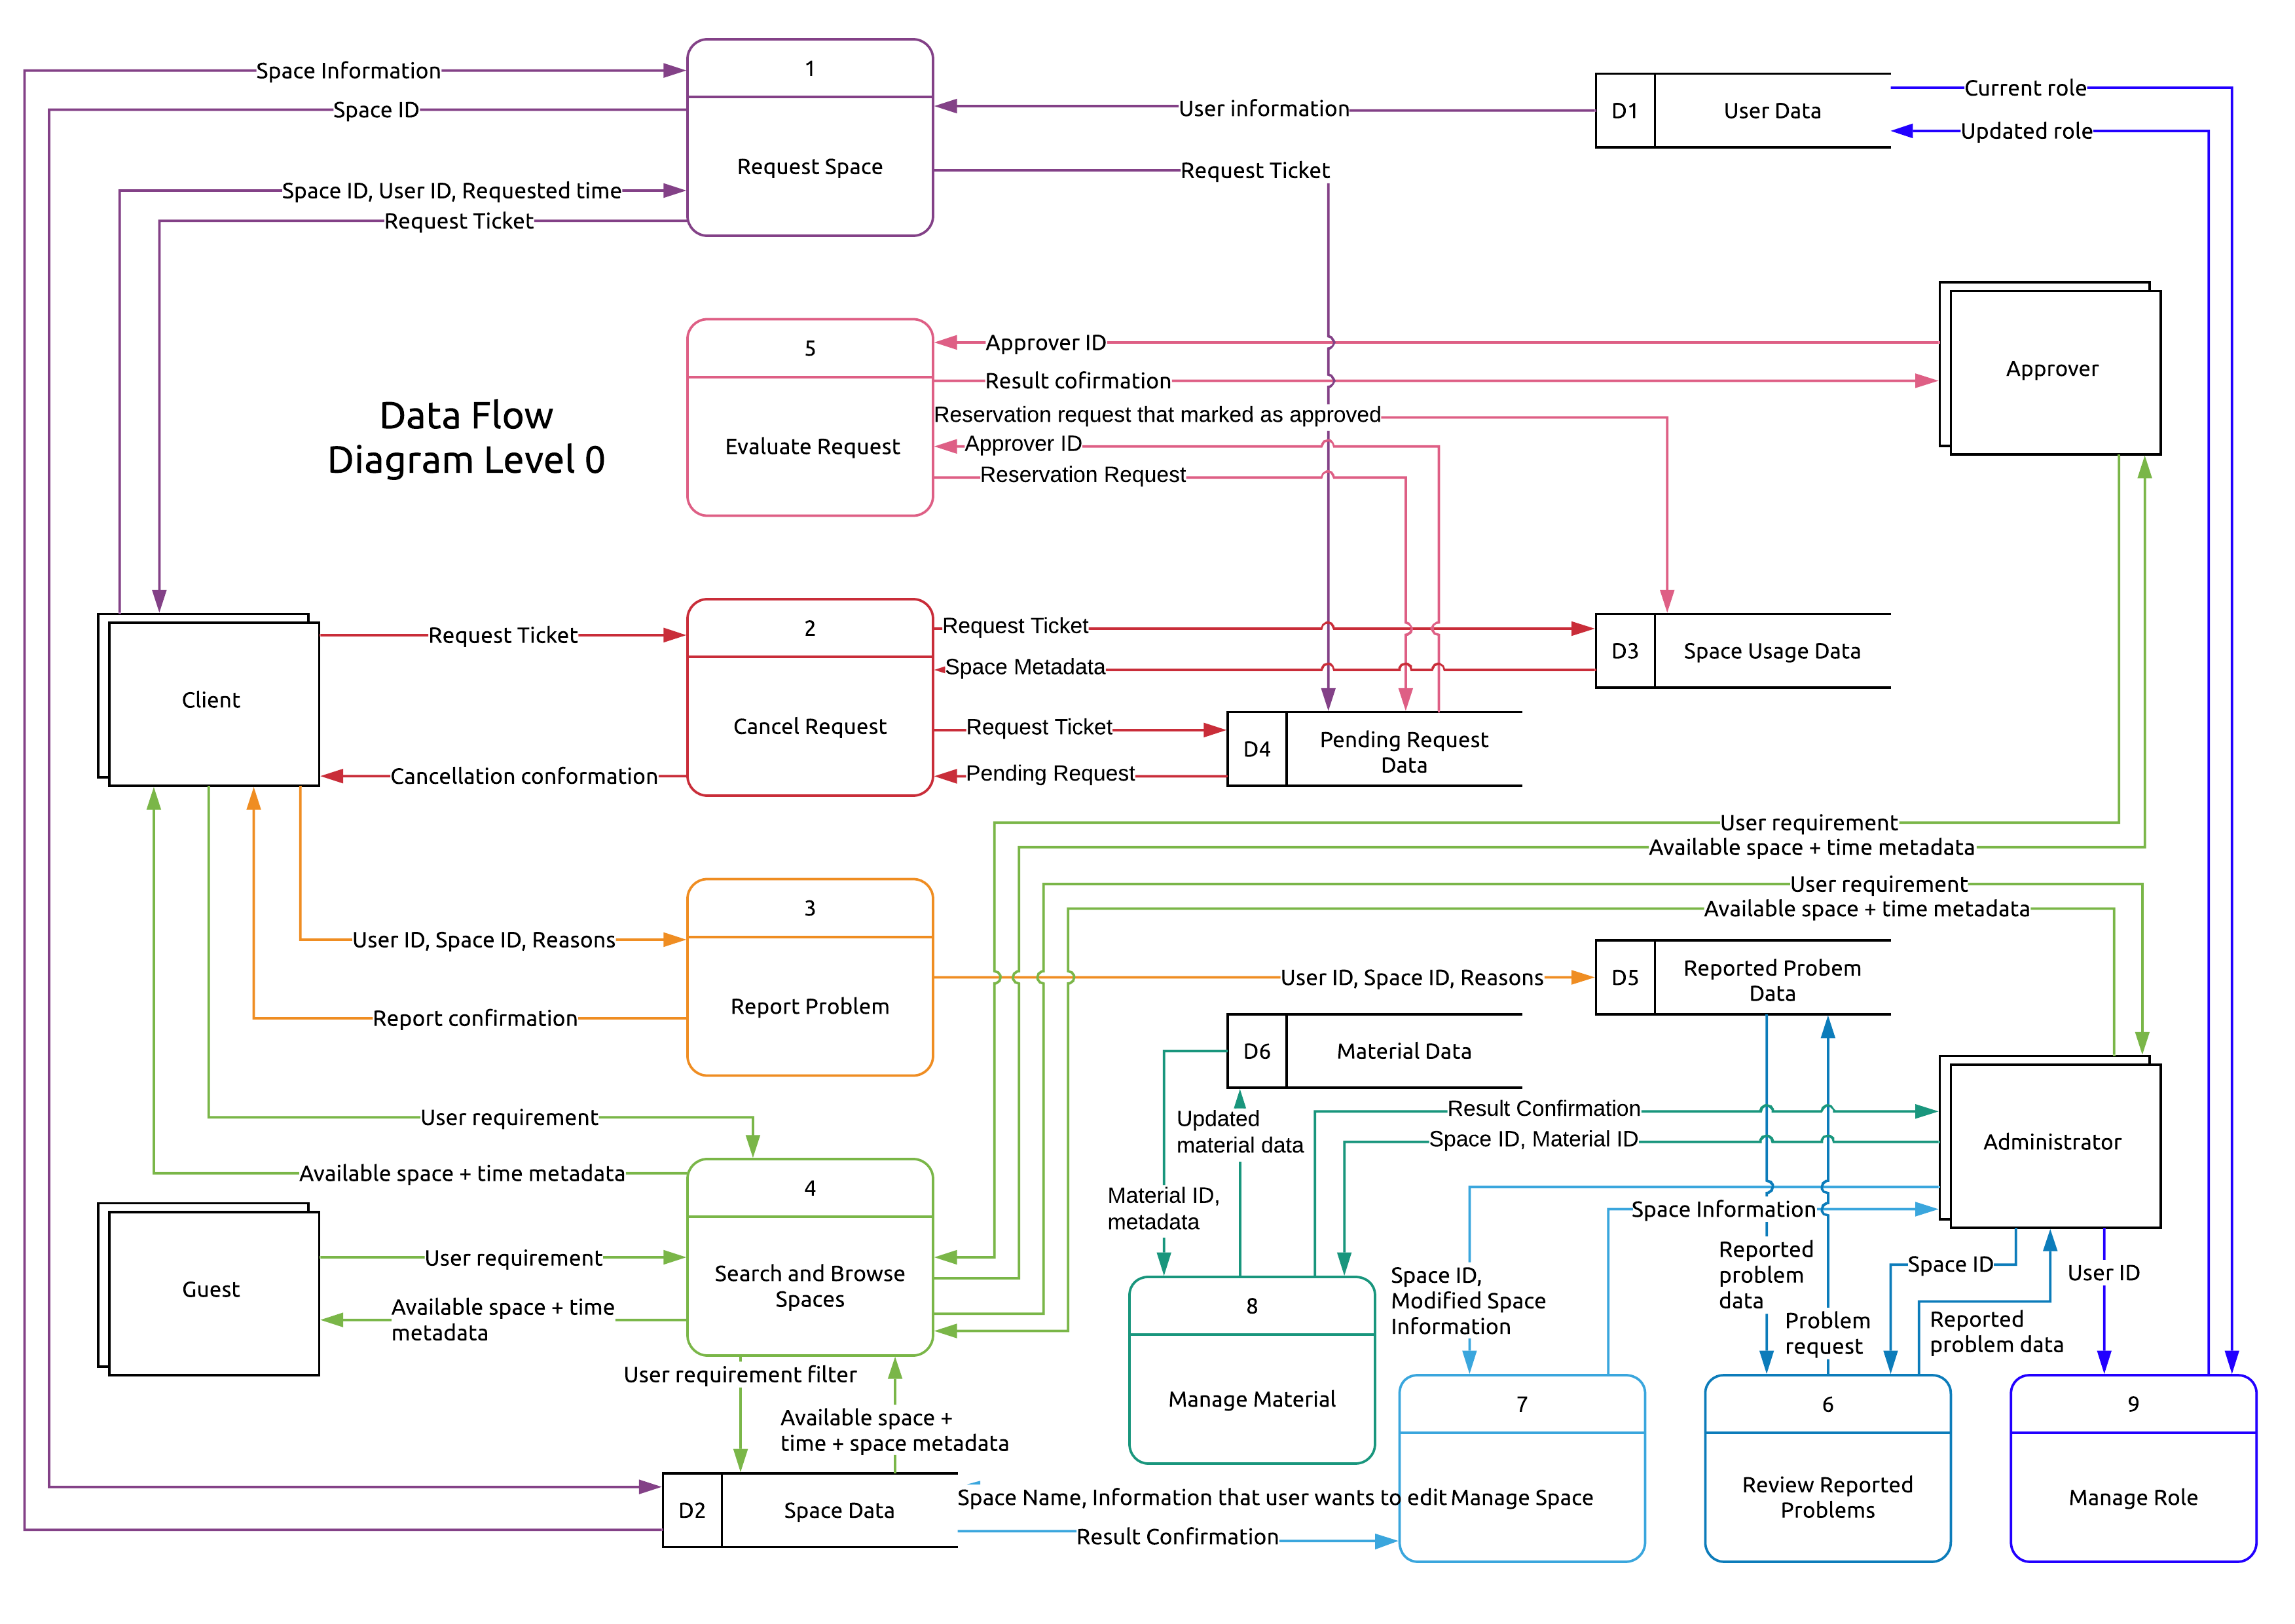 1
Space Information
Space ID
User information
D1
User Data
Current role
Updated role
Request Space
Request Ticket
Space ID, User ID, Requested time
Request Ticket
5
Approver ID
Approver
Result cofirmation
Data Flow
Diagram Level 0
Reservation request that marked as approved
Evaluate Request
Approver ID
Reservation Request
2
Request Ticket
Request Ticket
D3
Space Usage Data
Space Metadata
Client
Cancel Request
Request Ticket
D4
Pending Request
Data
Cancellation conformation
Pending Request
User requirement
Available space + time metadata
User requirement
3
Available space + time metadata
User ID, Space ID, Reasons
User ID, Space ID, Reasons
D5
Reported Probem
Data
Report Problem
Report confirmation
D6
Material Data
User requirement
Updated
material data
Result Confirmation
Space ID, Material ID
Administrator
Available space + time metadata
4
Material ID,
metadata
Space Information
User requirement
Search and Browse
Spaces
Guest
Available space + time
metadata
Space ID,
Modified Space
Information
Reported
problem
data
Space ID
User ID
Problem
request
Reported
problem data
User requirement filter
8
Manage Material
7
6
9
Available space +
time + space metadata
D2
Space Data
Space Name, Information that user wants to edit
Manage Space
Review Reported
Problems
Manage Role
Result Confirmation